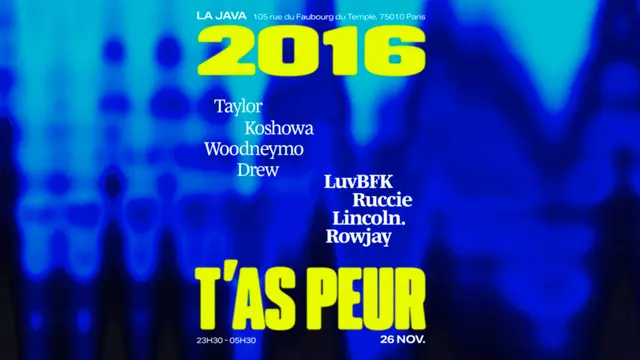 LA JAVA 105 rue du Faubourg du Temple, 75010 Paris
2016
Taylor
Koshowa
Woodneymo
Drew
LuvBFK
Ruccie
Lincoln.
Rowjay
T'AS PEUR
23H30 - 05H30 26 NOV.